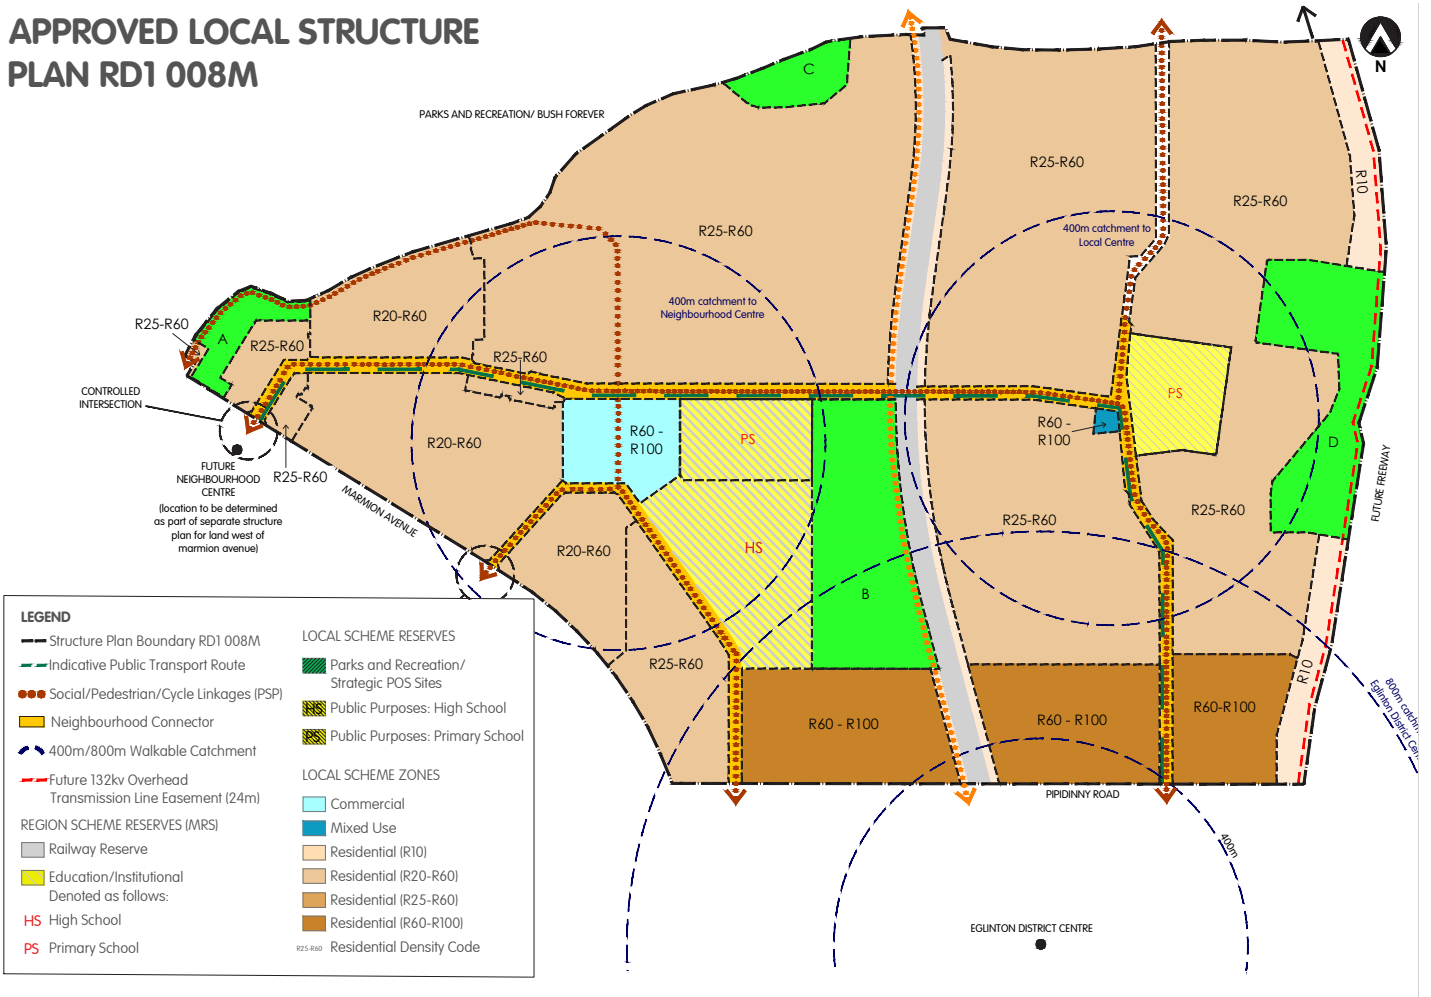 APPROVED LOCAL STRUCTURE
PLAN RD1 008M
N
C
PARKS AND RECREATION/ BUSH FOREVER
R25-R60
R10
R25-R60
R25-R60
400m catchment to
Local Centre
400m catchment to
Neighbourhood Centre
R25-R60
A
R20-R60
R25-R60
R25-R60
CONTROLLED
INTERSECTION
PS
R60 -
R100
R60 -
R100
PS
D
R20-R60
FUTURE
NEIGHBOURHOOD
CENTRE
(location to be determined
as part of separate structure
plan for land west of
marmion avenue)
R25-R60
MARMION AVENUE
FUTURE FREEWAY
R25-R60
R25-R60
R20-R60
HS
B
R25-R60
R10
R60 - R100
R60 - R100
R60-R100
800m catchm
Eglinton District Cen
PIPIDINNY ROAD
400m
EGLINTON DISTRICT CENTRE
LEGEND
Structure Plan Boundary RD1 008M
Indicative Public Transport Route
Social/Pedestrian/Cycle Linkages (PSP)
Neighbourhood Connector
400m/800m Walkable Catchment
Future 132kv Overhead
Transmission Line Easement (24m)
REGION SCHEME RESERVES (MRS)
Railway Reserve
Education/Institutional
Denoted as follows:
HS High School
PS Primary School
LOCAL SCHEME RESERVES
Parks and Recreation/
Strategic POS Sites
HS Public Purposes: High School
PS Public Purposes: Primary School
LOCAL SCHEME ZONES
Commercial
Mixed Use
Residential (R10)
Residential (R20-R60)
Residential (R25-R60)
Residential (R60-R100)
R25-R60 Residential Density Code